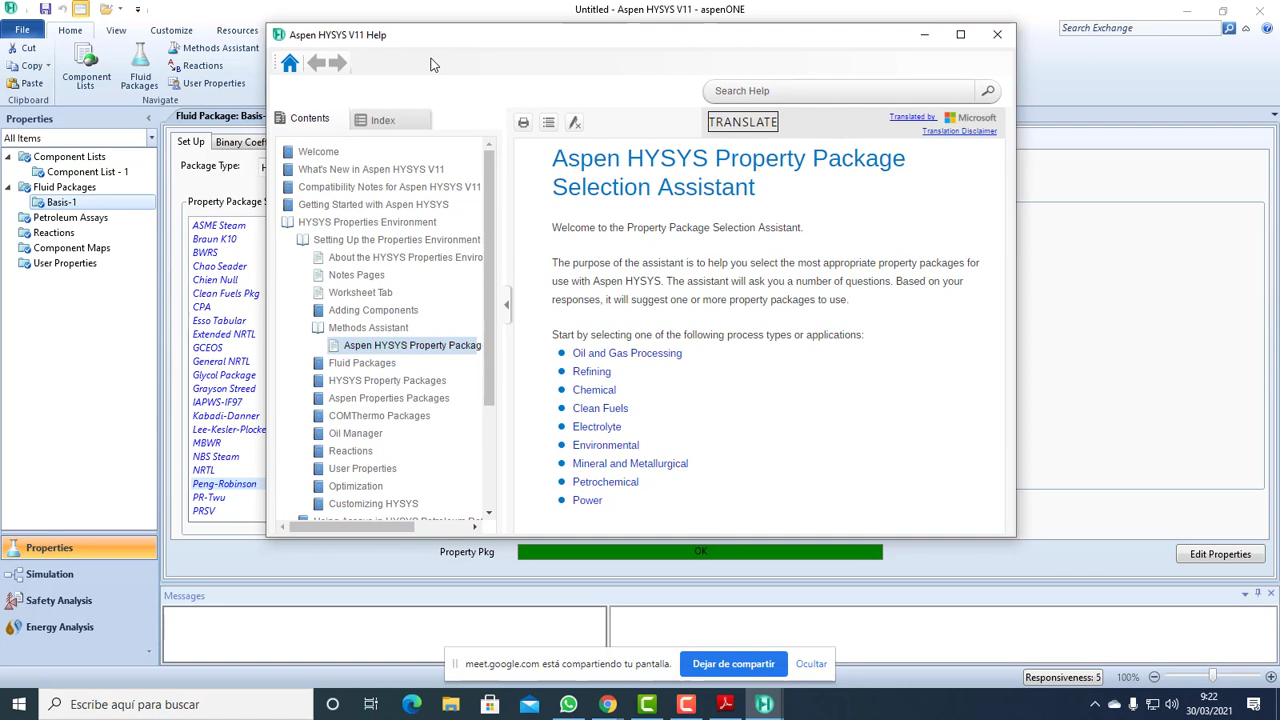 Untitled - Aspen HYSYS V11 - aspenONE
File
Home
View
Customize
Resources
Search Exchange
Cut
Copy
Paste
Clipboard
Component
Lists
Fluid
Packages
Methods Assistant
Reactions
User Properties
Navigate
Aspen HYSYS V11 Help
Search Help
Properties
All Items
Component Lists
Component List - 1
Fluid Packages
Basis-1
Petroleum Assays
Reactions
Component Maps
User Properties
Fluid Package: Basis-
Set Up
Binary Coeff
Package Type:
Property Package S
ASME Steam
Braun K10
BWRS
Chao Seader
Chien Null
Clean Fuels Pkg
CPA
Esso Tabular
Extended NRTL
GCEOS
General NRTL
Glycol Package
Grayson Streed
IAPWS-IF97
Kabadi-Danner
Lee-Kesler-Plocke
MBWR
NBS Steam
NRTL
Peng-Robinson
PR-Twu
PRSV
Contents
Index
Welcome
What's New in Aspen HYSYS V11
Compatibility Notes for Aspen HYSYS V11
Getting Started with Aspen HYSYS
HYSYS Properties Environment
Setting Up the Properties Environment
About the HYSYS Properties Enviro
Notes Pages
Worksheet Tab
Adding Components
Methods Assistant
Aspen HYSYS Property Packag
Fluid Packages
HYSYS Property Packages
Aspen Properties Packages
COMThermo Packages
Oil Manager
Reactions
User Properties
Optimization
Customizing HYSYS
TRANSLATE
Translated by
Microsoft
Translation Disclaimer
Aspen HYSYS Property Package
Selection Assistant
Welcome to the Property Package Selection Assistant.
The purpose of the assistant is to help you select the most appropriate property packages for
use with Aspen HYSYS. The assistant will ask you a number of questions. Based on your
responses, it will suggest one or more property packages to use.
Start by selecting one of the following process types or applications:
Oil and Gas Processing
Refining
Chemical
Clean Fuels
Electrolyte
Environmental
Mineral and Metallurgical
Petrochemical
Power
Property Pkg
OK
Edit Properties
Properties
Simulation
Safety Analysis
Energy Analysis
Messages
meet.google.com está compartiendo tu pantalla.
Dejar de compartir
Ocultar
Responsiveness: 5
100%
Escribe aquí para buscar
9:22
30/03/2021